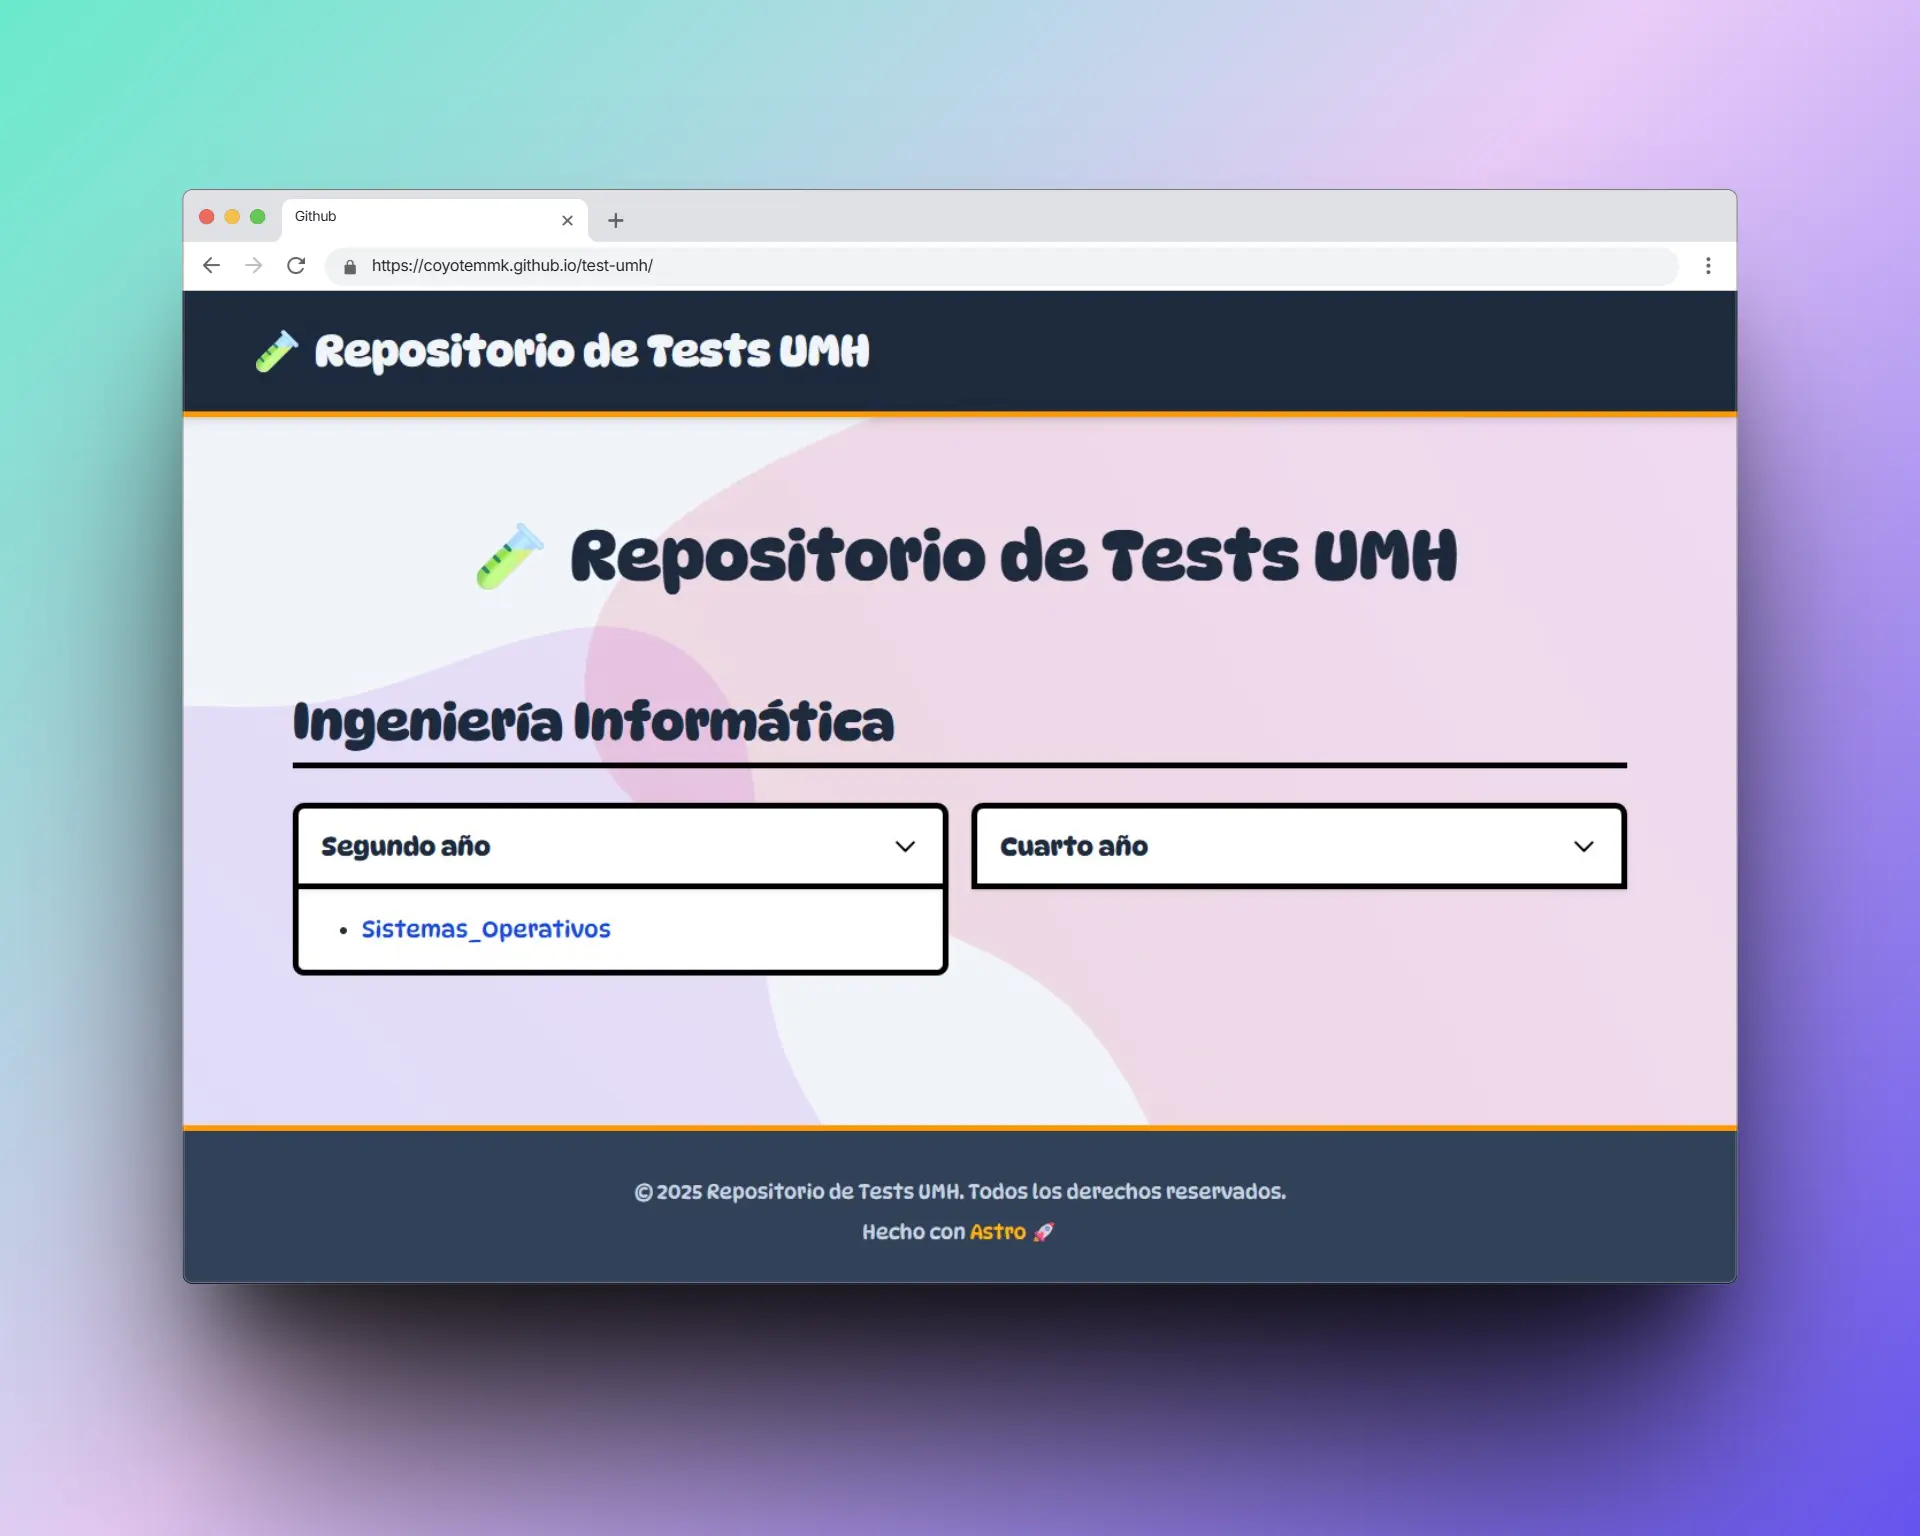 Github
https://coyotemmk.github.io/test-umh/
Repositorio de Tests UMH
Repositorio de Tests UMH
Ingeniería Informática
Segundo año
Cuarto año
Sistemas_Operativos
© 2025 Repositorio de Tests UMH. Todos los derechos reservados.
Hecho con Astro 🚀